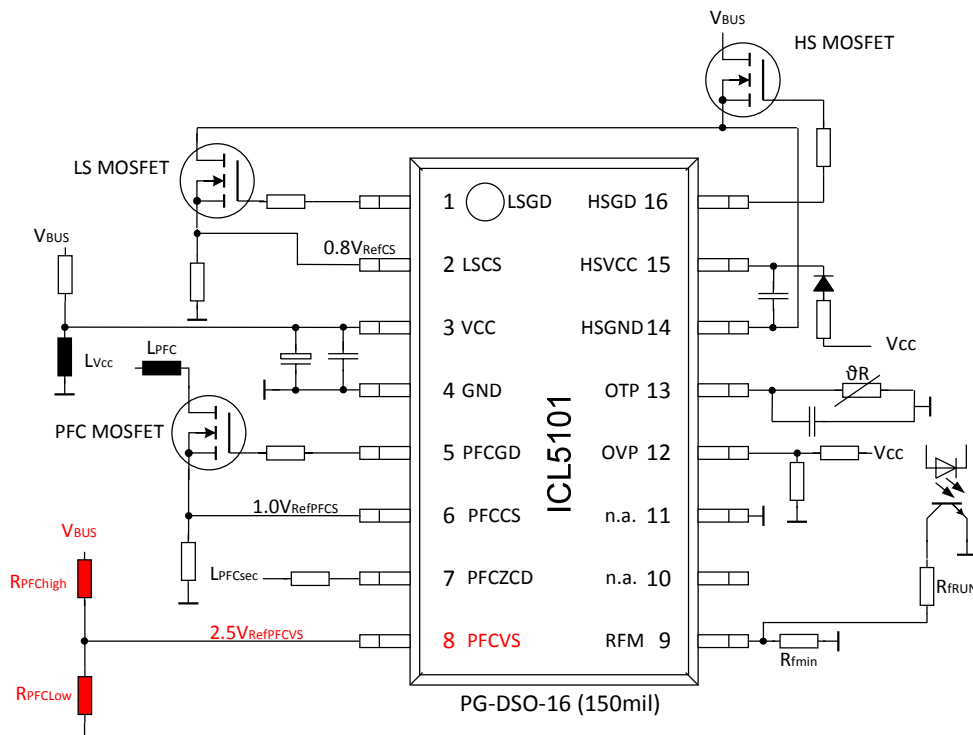 VBUS
HS MOSFET
LS MOSFET
1 LSGD HSGD 16
VBUS
0.8VRefCS
2 LSCS HSVCC 15
3 VCC HSGND 14
Vcc
LVcc
LPFC
4 GND OTP 13
ϑR
PFC MOSFET
5 PFCGD OVP 12
Vcc
ICL5101
1.0VRefPFCS
6 PFCCS n.a. 11
VBUS
RPFChigh
LPFCsec
7 PFCZCD n.a. 10
RfRUN
2.5VRefPFCVS
8 PFCVS RFM 9
Rfmin
RPFCLow
PG-DSO-16 (150mil)